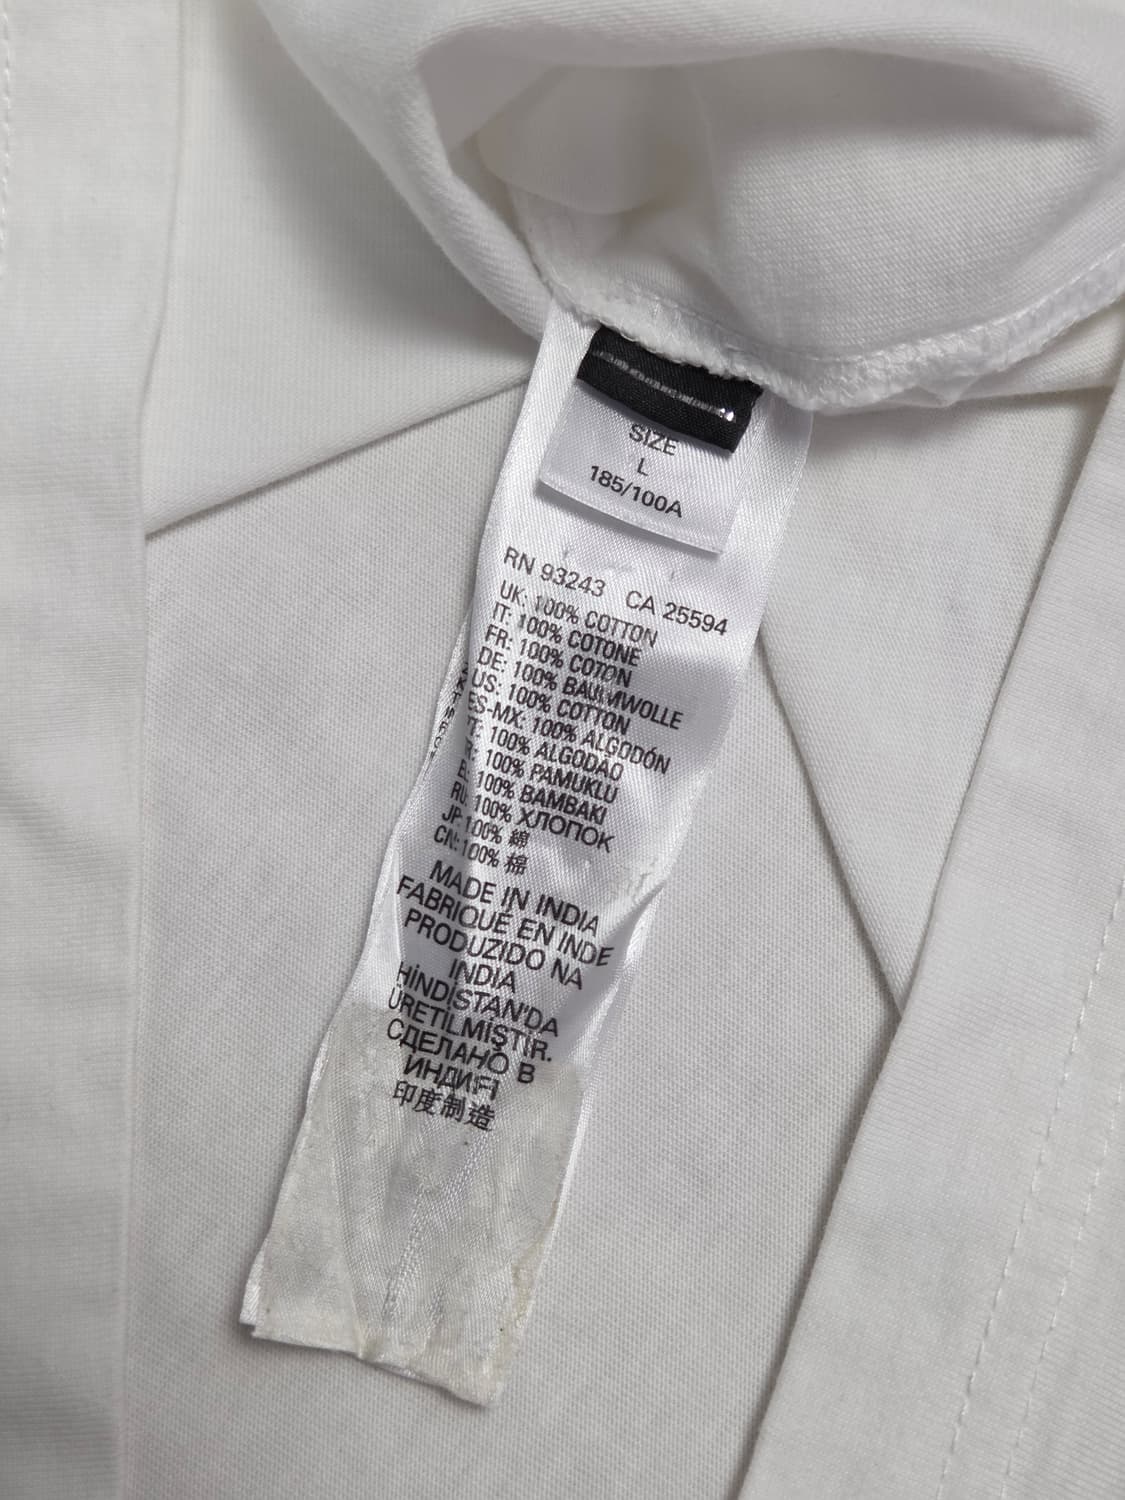 SIZE
L
185/100A
RN 93243 CA 25594
UK: 100% COTTON
IT: 100% COTONE
FR: 100% COTON
DE: 100% BAUMWOLLE
US: 100% COTTON
ES-MX: 100% ALGODÓN
100% ALGODÃO
100% PAMUKLU
100% BAMBAKI
RU: 100% ХЛОПОК
JP: 100% 綿
CN: 100% 棉
MADE IN INDIA
FABRIQUÉ EN INDE
PRODUZIDO NA
INDIA
HİNDİSTAN'DA
ÜRETİLMİŞTİR.
СДЕЛАНО В
ИНДИЯ
印度制造